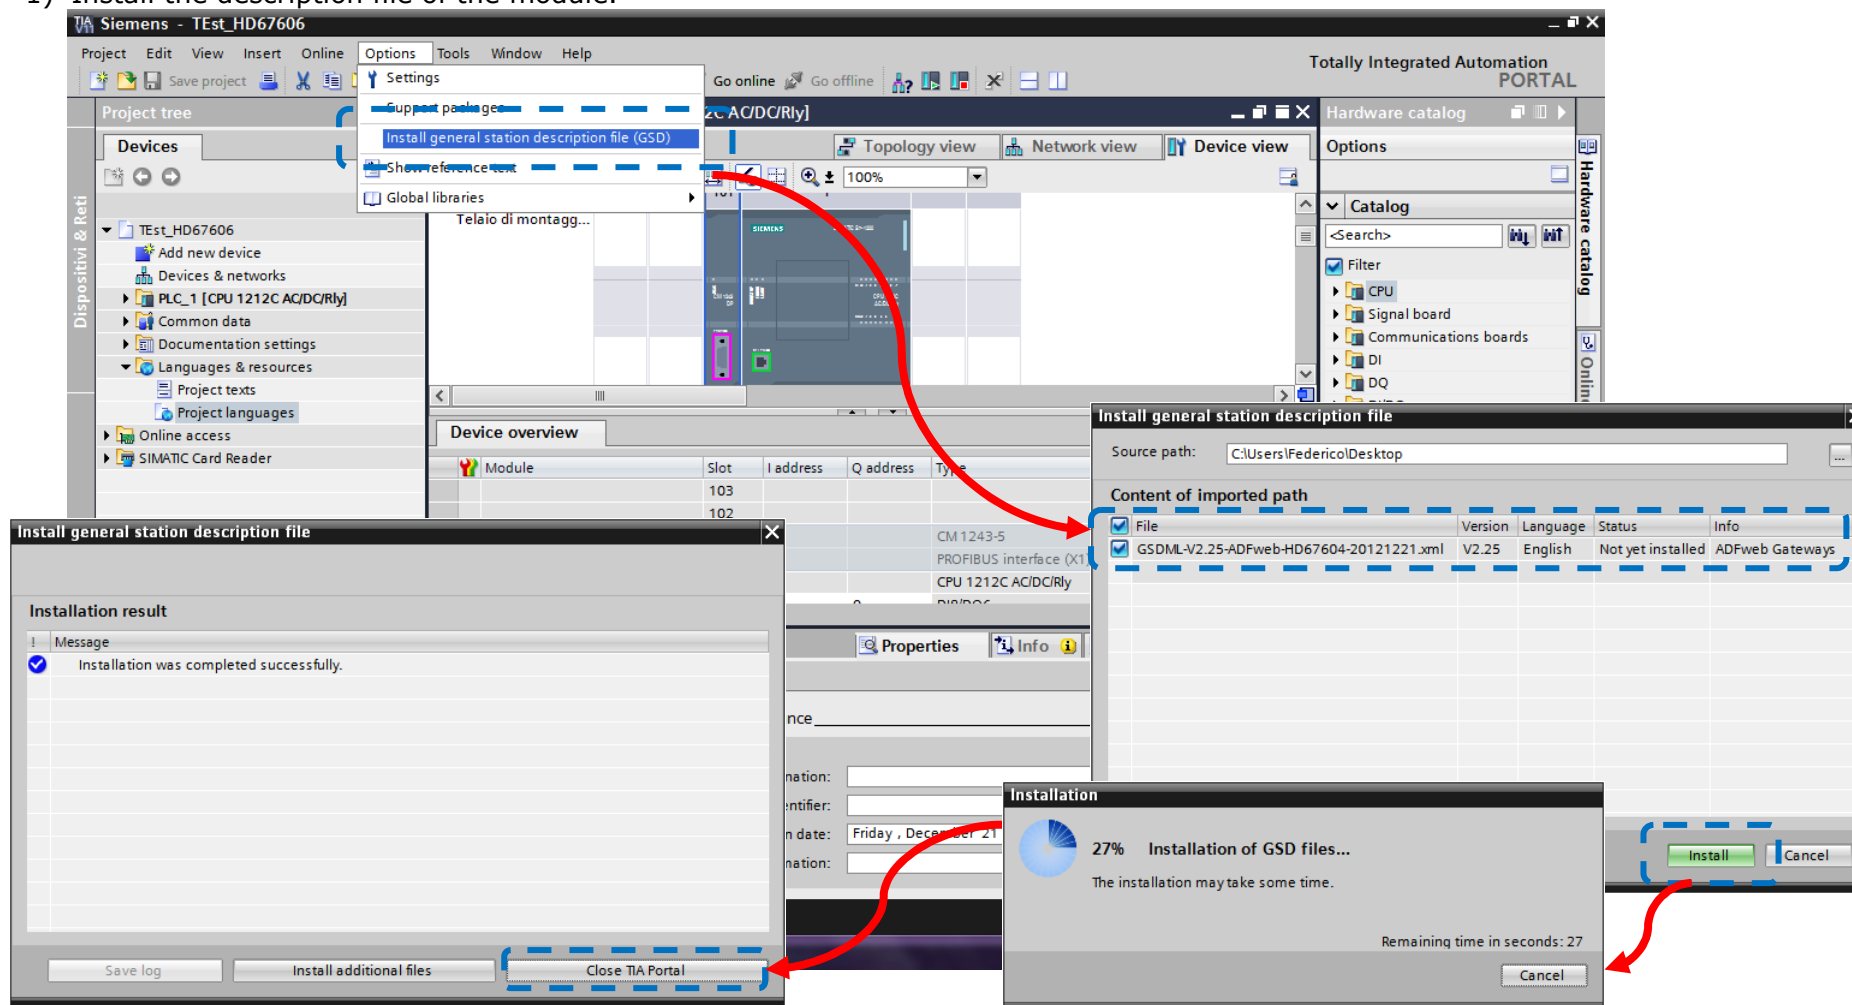 1) Install the description file of the module.
Siemens - TEst_HD67606
Project Edit View Insert Online Options Tools Window Help
Totally Integrated Automation
PORTAL
Save project
Go online Go offline
Settings
Support packages
Install general station description file (GSD)
Show reference text
Global libraries
Project tree
2C AC/DC/Rly]
Hardware catalog
Devices
Topology view Network view Device view
Options
100%
Telaio di montagg...
SIEMENS
Dispositivi & Reti
TEst_HD67606
Add new device
Devices & networks
PLC_1 [CPU 1212C AC/DC/Rly]
Common data
Documentation settings
Languages & resources
Project texts
Project languages
Online access
SIMATIC Card Reader
Catalog
<Search>
Filter
CPU
Signal board
Communications boards
DI
DQ
Hardware catalog
Device overview
Module Slot I address Q address Type
103
102
CM 1243-5
PROFIBUS interface (X1)
CPU 1212C AC/DC/Rly
Properties Info
Friday , December 21
Install general station description file
Source path: C:\Users\Federico\Desktop
...
Content of imported path
File Version Language Status Info
GSDML-V2.25-ADFweb-HD67604-20121221.xml V2.25 English Not yet installed ADFweb Gateways
Install Cancel
Installation
27% Installation of GSD files...
The installation may take some time.
Remaining time in seconds: 27
Cancel
Install general station description file
Installation result
! Message
Installation was completed successfully.
Save log Install additional files Close TIA Portal